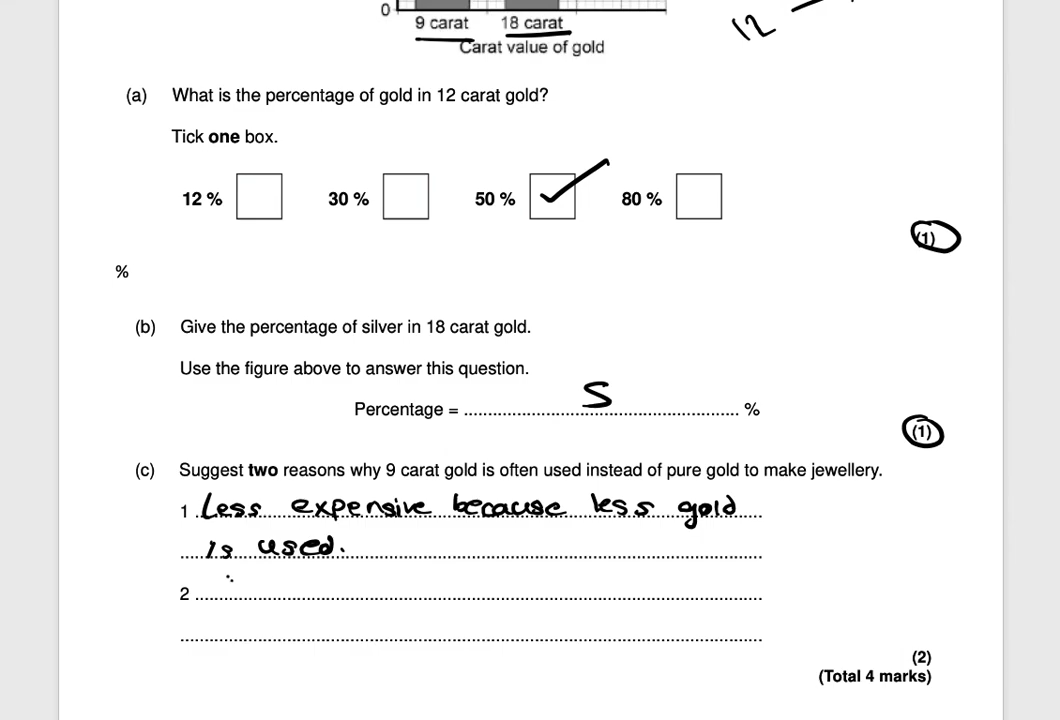 0
9 carat 18 carat
Carat value of gold
12
(a) What is the percentage of gold in 12 carat gold?
Tick one box.
12 % 30 % 50 % 80 %
(1)
%
(b) Give the percentage of silver in 18 carat gold.
Use the figure above to answer this question.
Percentage = 5 %
(1)
(c) Suggest two reasons why 9 carat gold is often used instead of pure gold to make jewellery.
1 Less expensive because less gold
is used.
2
(2)
(Total 4 marks)